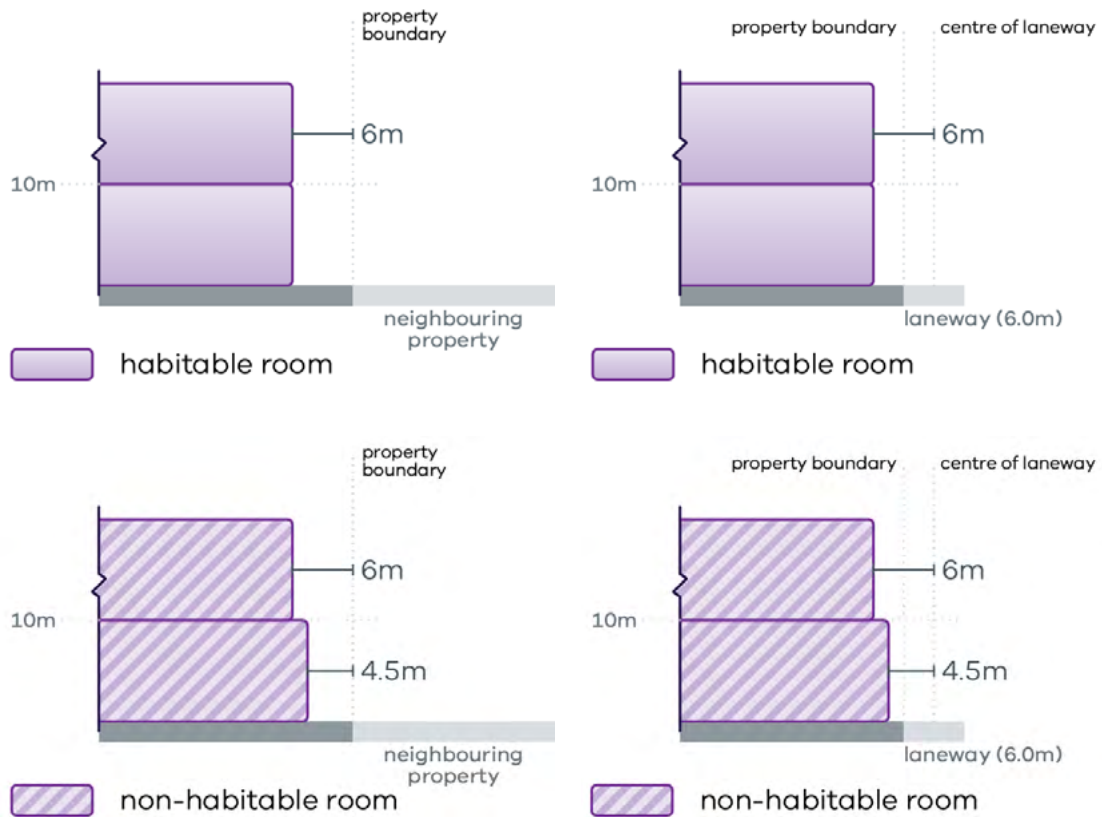 property
boundary
6m
10m
neighbouring
property
habitable room
property boundary
centre of laneway
6m
10m
laneway (6.0m)
habitable room
property
boundary
6m
10m
4.5m
neighbouring
property
non-habitable room
property boundary
centre of laneway
6m
10m
4.5m
laneway (6.0m)
non-habitable room